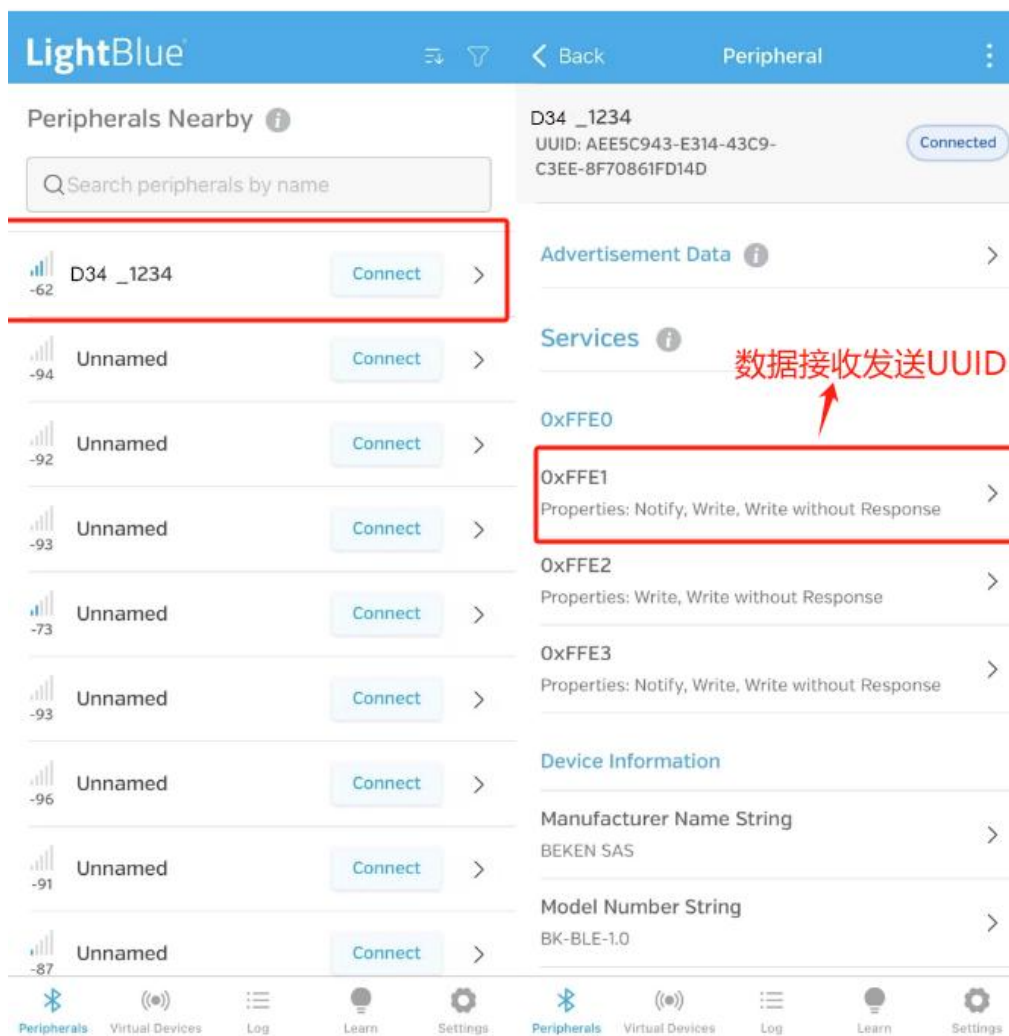 LightBlue
Peripherals Nearby
Search peripherals by name
-62
D34 _1234
Connect
-94
Unnamed
Connect
-92
Unnamed
Connect
-93
Unnamed
Connect
-73
Unnamed
Connect
-93
Unnamed
Connect
-96
Unnamed
Connect
-91
Unnamed
Connect
-87
Unnamed
Connect
Peripherals
Virtual Devices
Log
Learn
Settings
Back
Peripheral
D34 _1234
UUID: AEE5C943-E314-43C9-
C3EE-8F70861FD14D
Connected
Advertisement Data
Services
数据接收发送UUID
0xFFE0
0xFFE1
Properties: Notify, Write, Write without Response
0xFFE2
Properties: Write, Write without Response
0xFFE3
Properties: Notify, Write, Write without Response
Device Information
Manufacturer Name String
BEKEN SAS
Model Number String
BK-BLE-1.0
Peripherals
Virtual Devices
Log
Learn
Settings